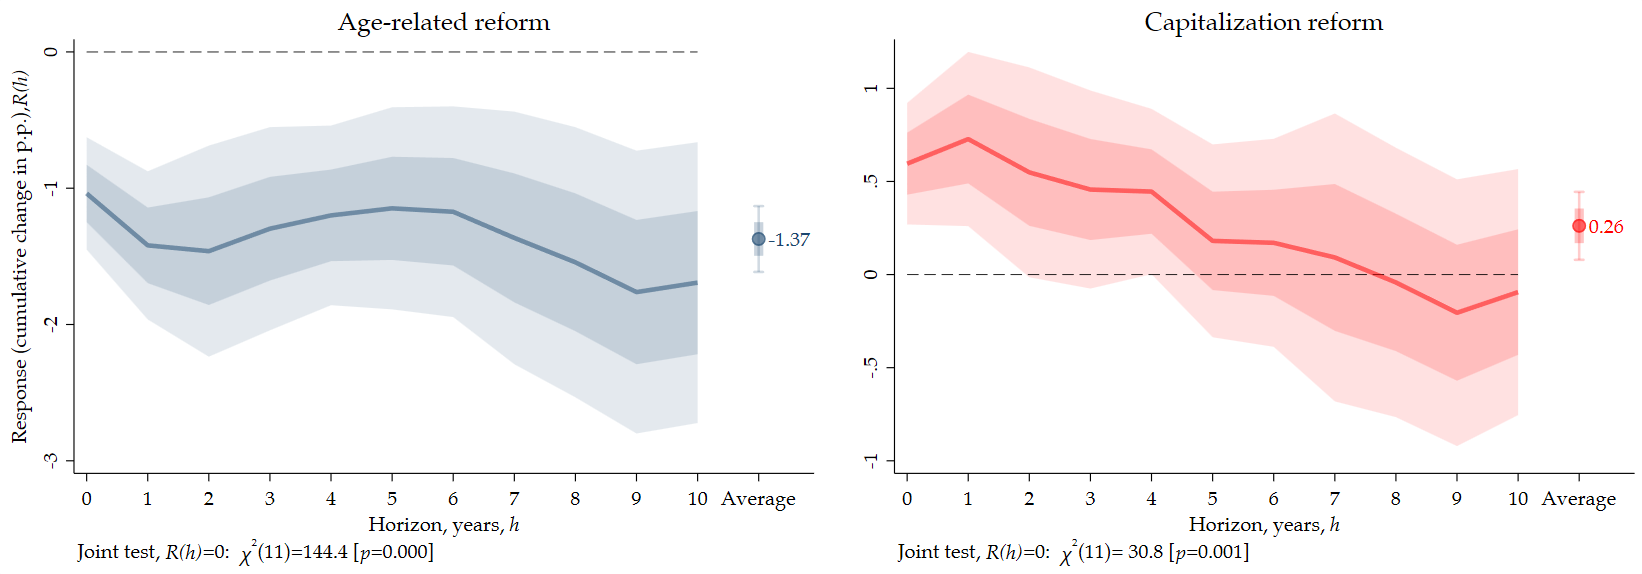 Age-related reform
Response (cumulative change in p.p.),R(h)
0
-1
-2
-3
-1.37
0 1 2 3 4 5 6 7 8 9 10 Average
Horizon, years, h
Joint test, R(h)=0: χ²(11)=144.4 [p=0.000]
Capitalization reform
1
.5
0
-.5
-1
0.26
0 1 2 3 4 5 6 7 8 9 10 Average
Horizon, years, h
Joint test, R(h)=0: χ²(11)= 30.8 [p=0.001]